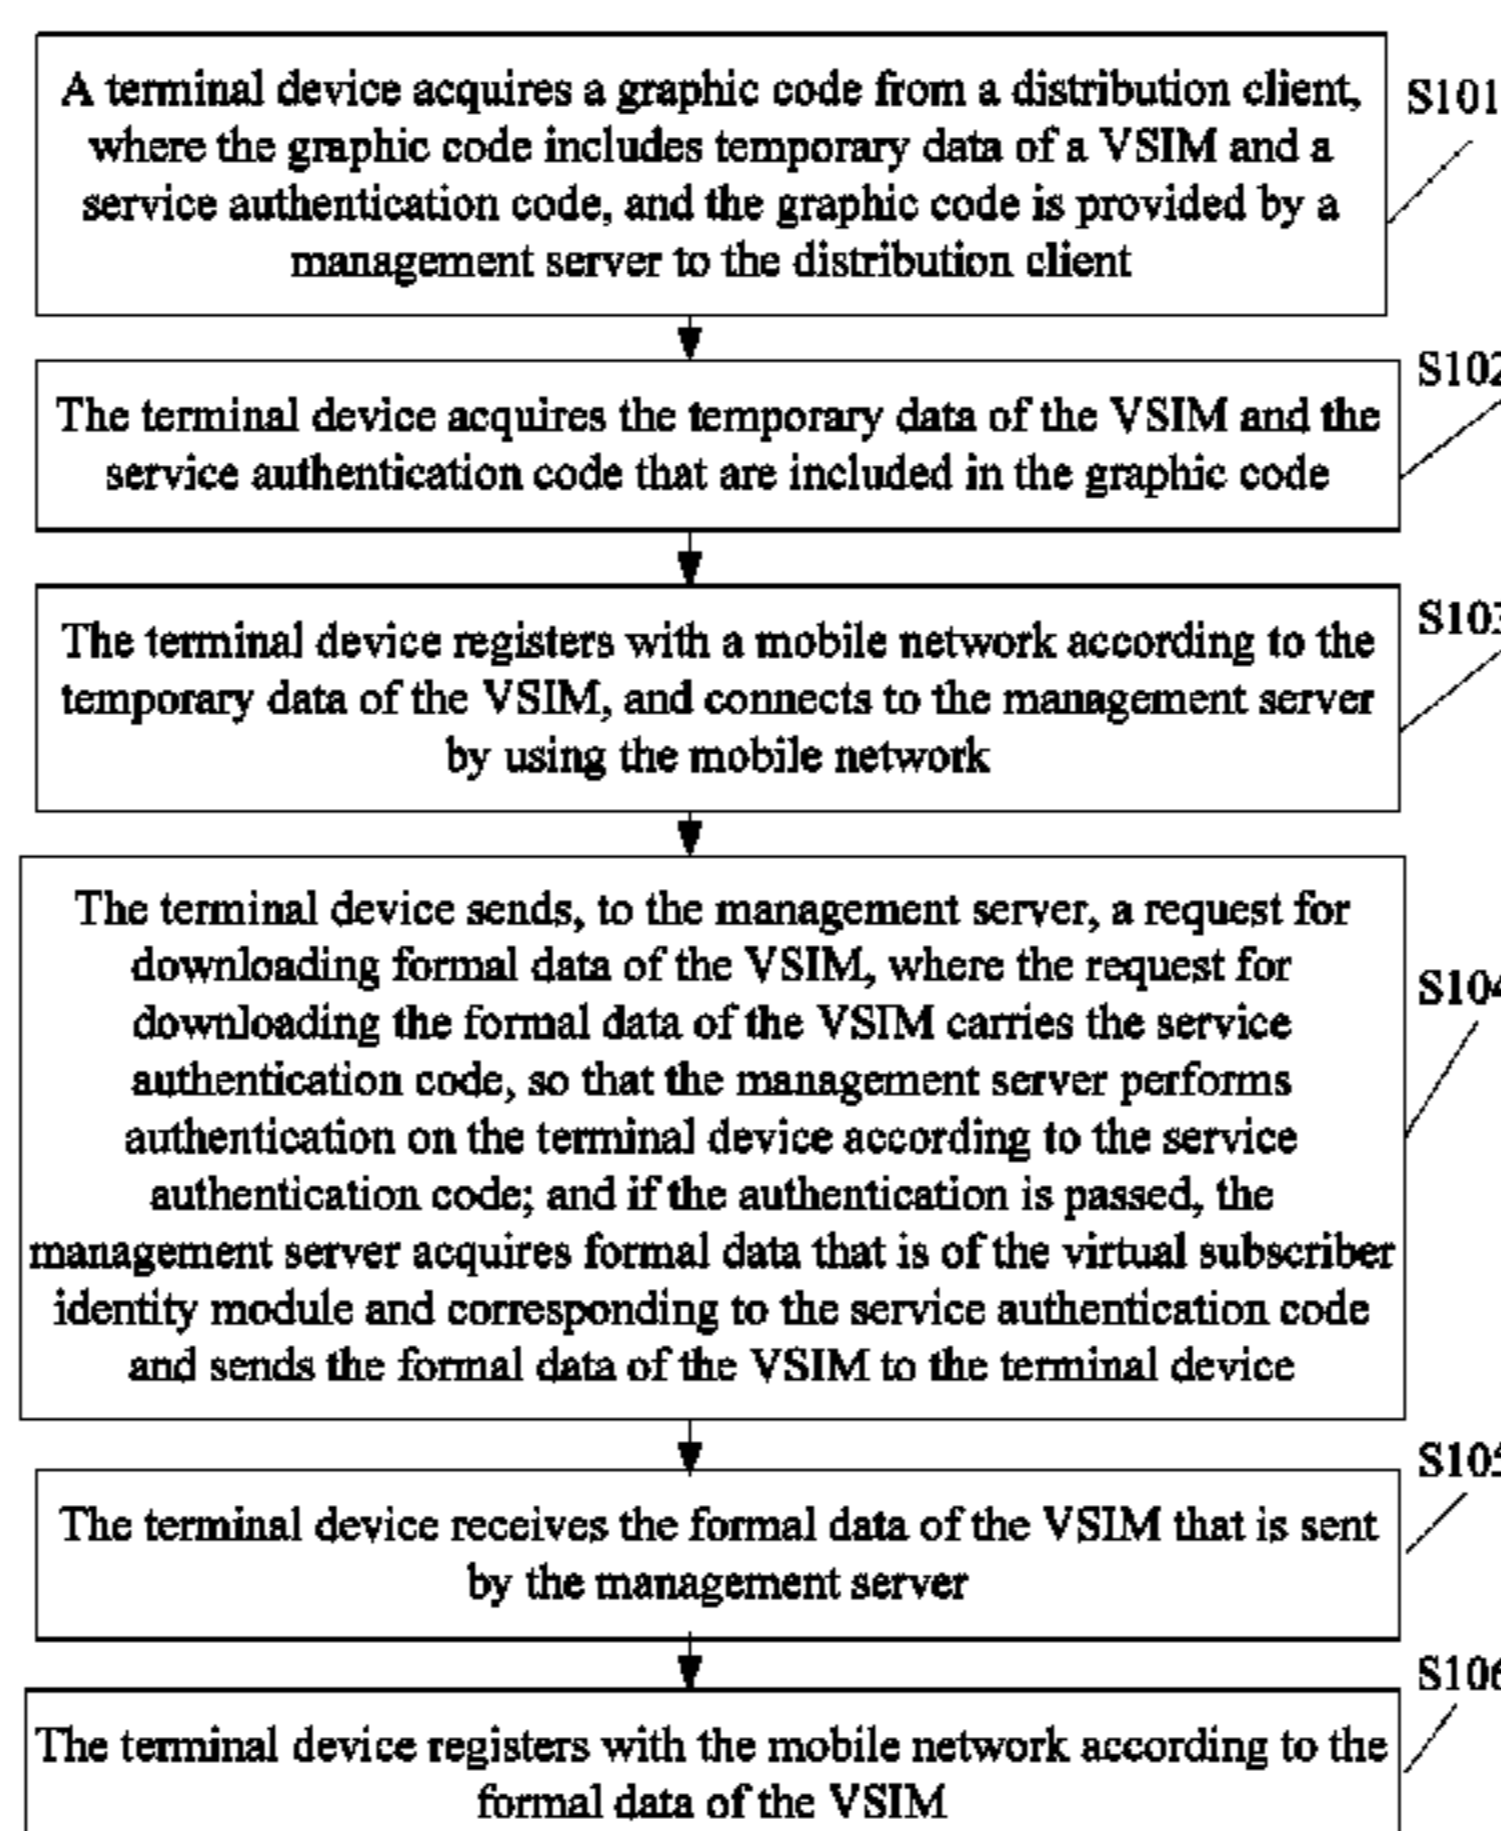 A terminal device acquires a graphic code from a distribution client,
where the graphic code includes temporary data of a VSIM and a
service authentication code, and the graphic code is provided by a
management server to the distribution client
S101
The terminal device acquires the temporary data of the VSIM and the
service authentication code that are included in the graphic code
S102
The terminal device registers with a mobile network according to the
temporary data of the VSIM, and connects to the management server
by using the mobile network
S103
The terminal device sends, to the management server, a request for
downloading formal data of the VSIM, where the request for
downloading the formal data of the VSIM carries the service
authentication code, so that the management server performs
authentication on the terminal device according to the service
authentication code; and if the authentication is passed, the
management server acquires formal data that is of the virtual subscriber
identity module and corresponding to the service authentication code
and sends the formal data of the VSIM to the terminal device
S104
The terminal device receives the formal data of the VSIM that is sent
by the management server
S105
The terminal device registers with the mobile network according to the
formal data of the VSIM
S106